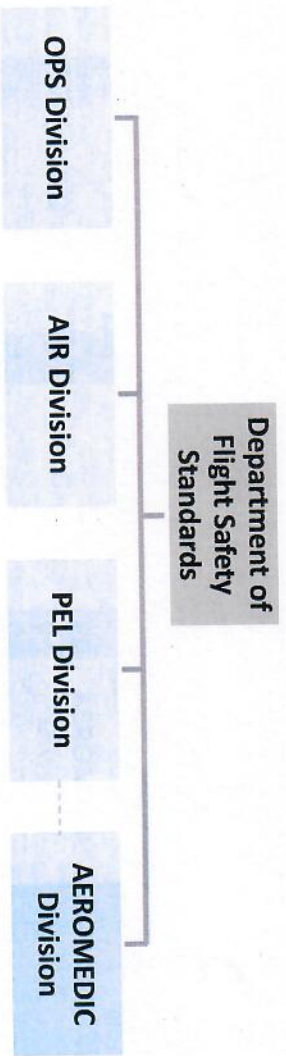 Department of
Flight Safety
Standards
OPS Division
AIR Division
PEL Division
AEROMEDIC
Division